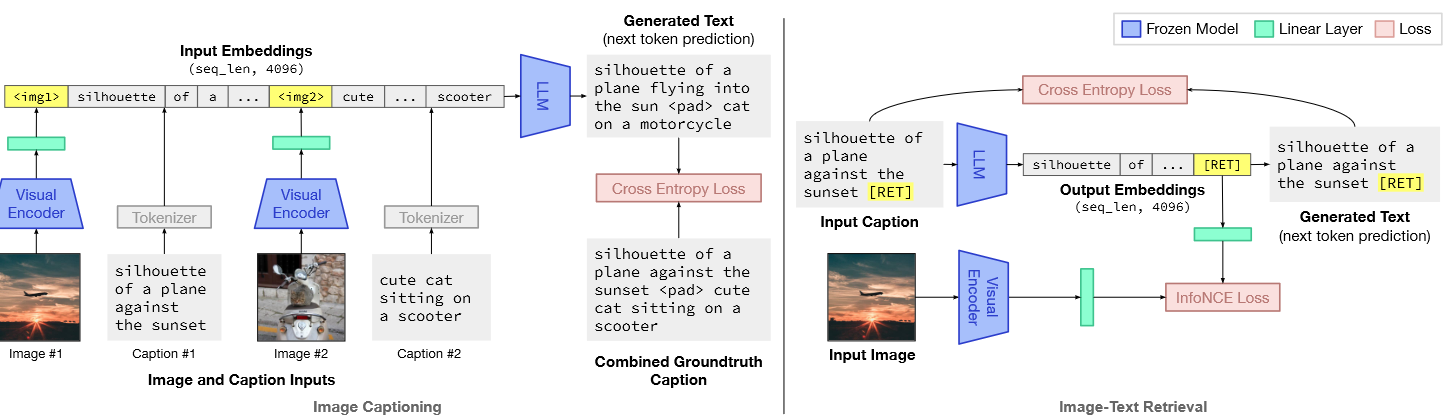 Input Embeddings
(seq_len, 4096)
<img1> silhouette of a ... <img2> cute ... scooter
Visual
Encoder
Tokenizer
Visual
Encoder
Tokenizer
silhouette
of a plane
against
the sunset
cute cat
sitting on
a scooter
Image #1
Caption #1
Image #2
Caption #2
Image and Caption Inputs
LLM
Generated Text
(next token prediction)
silhouette of a
plane flying into
the sun <pad> cat
on a motorcycle
Cross Entropy Loss
silhouette of a
plane against the
sunset <pad> cute
cat sitting on a
scooter
Combined Groundtruth
Caption
Image Captioning
Frozen Model
Linear Layer
Loss
Cross Entropy Loss
silhouette of
a plane
against the
sunset [RET]
Input Caption
LLM
silhouette of ... [RET]
Output Embeddings
(seq_len, 4096)
silhouette of a
plane against
the sunset [RET]
Generated Text
(next token prediction)
Visual
Encoder
InfoNCE Loss
Input Image
Image-Text Retrieval